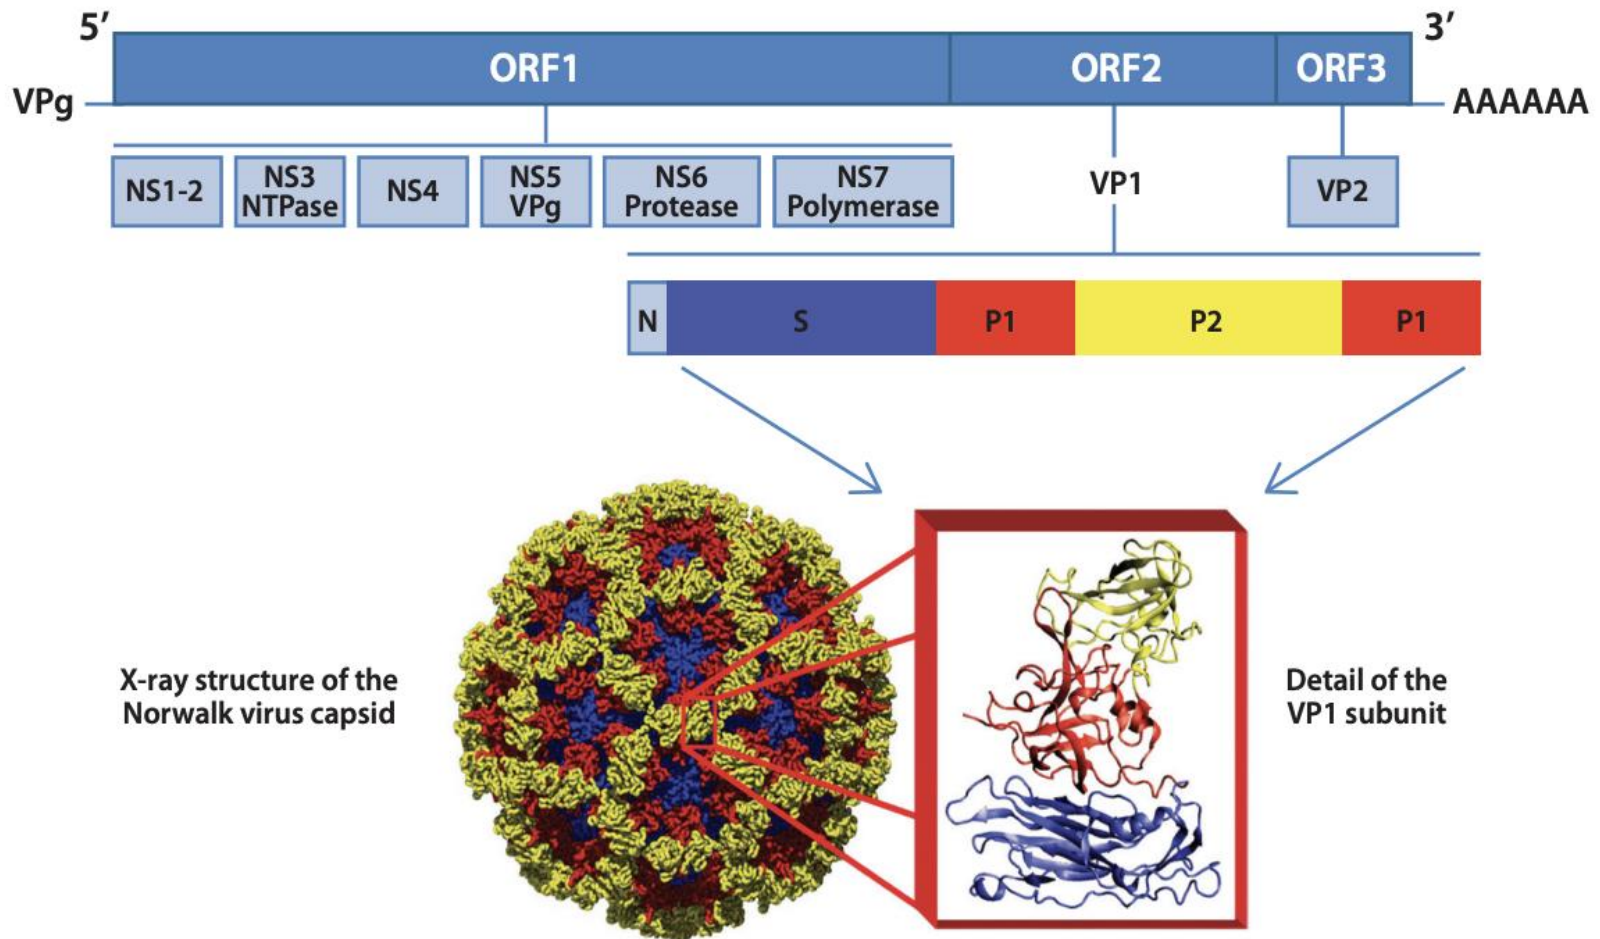 5′
3′
ORF1
ORF2
ORF3
VPg
AAAAAA
NS1-2
NS3
NTPase
NS4
NS5
VPg
NS6
Protease
NS7
Polymerase
VP1
VP2
N
S
P1
P2
P1
X-ray structure of the
Norwalk virus capsid
Detail of the
VP1 subunit